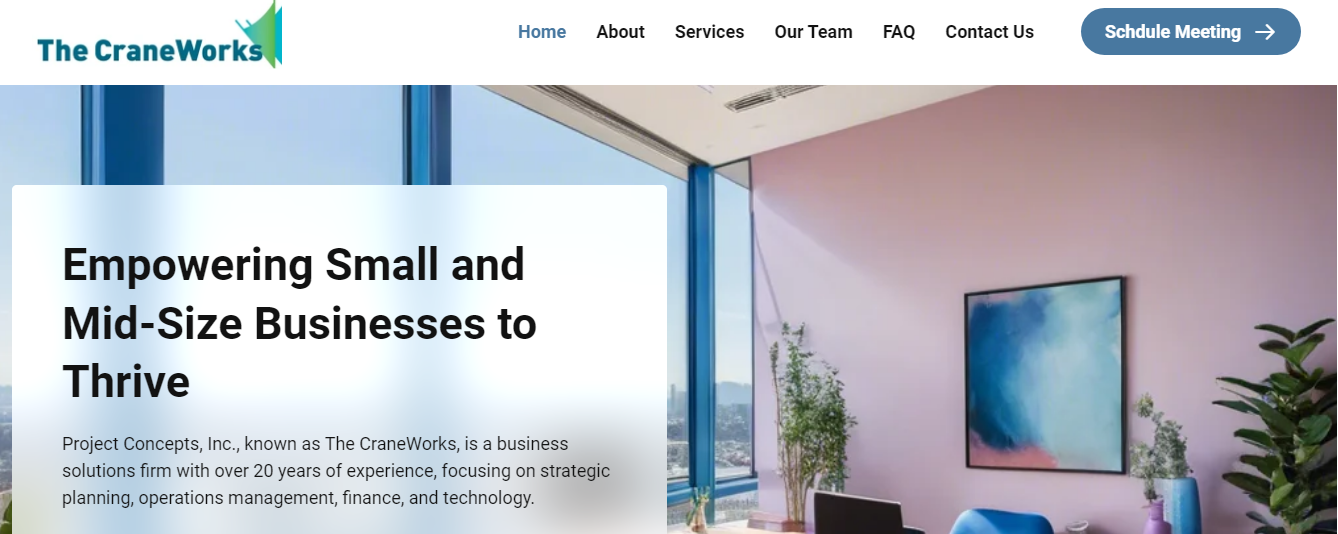 The CraneWorks
Home About Services Our Team FAQ Contact Us Schdule Meeting
Empowering Small and
Mid-Size Businesses to
Thrive
Project Concepts, Inc., known as The CraneWorks, is a business
solutions firm with over 20 years of experience, focusing on strategic
planning, operations management, finance, and technology.